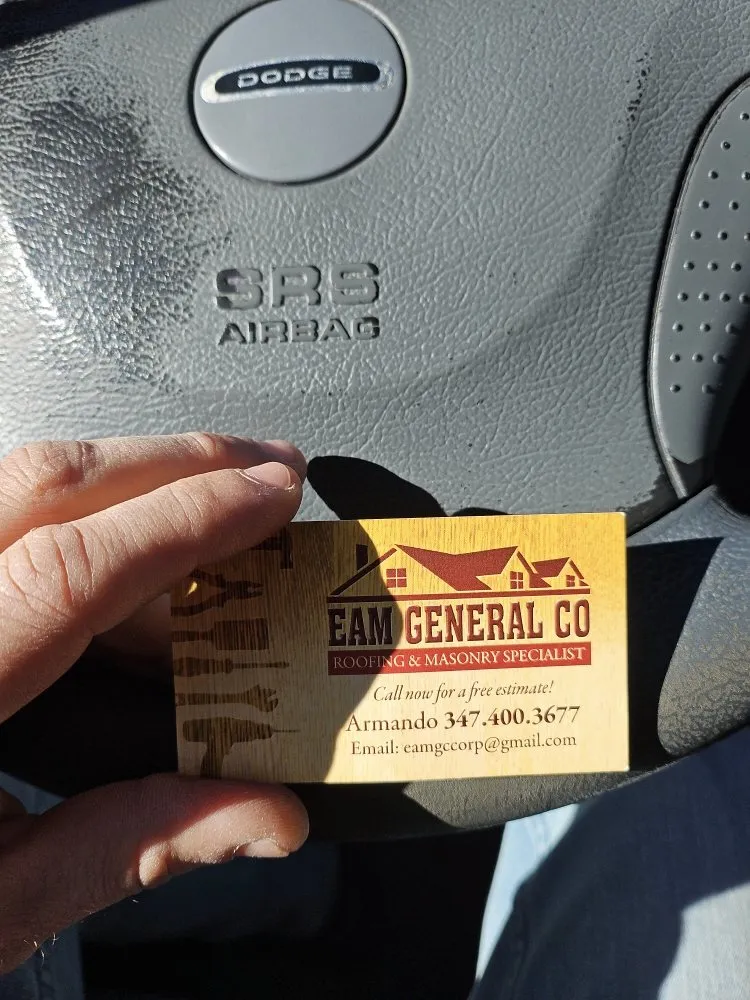 DODGE
SRS
AIRBAG
EAM GENERAL CO
ROOFING & MASONRY SPECIALIST
Call now for a free estimate!
Armando 347.400.3677
Email: eamgccorp@gmail.com